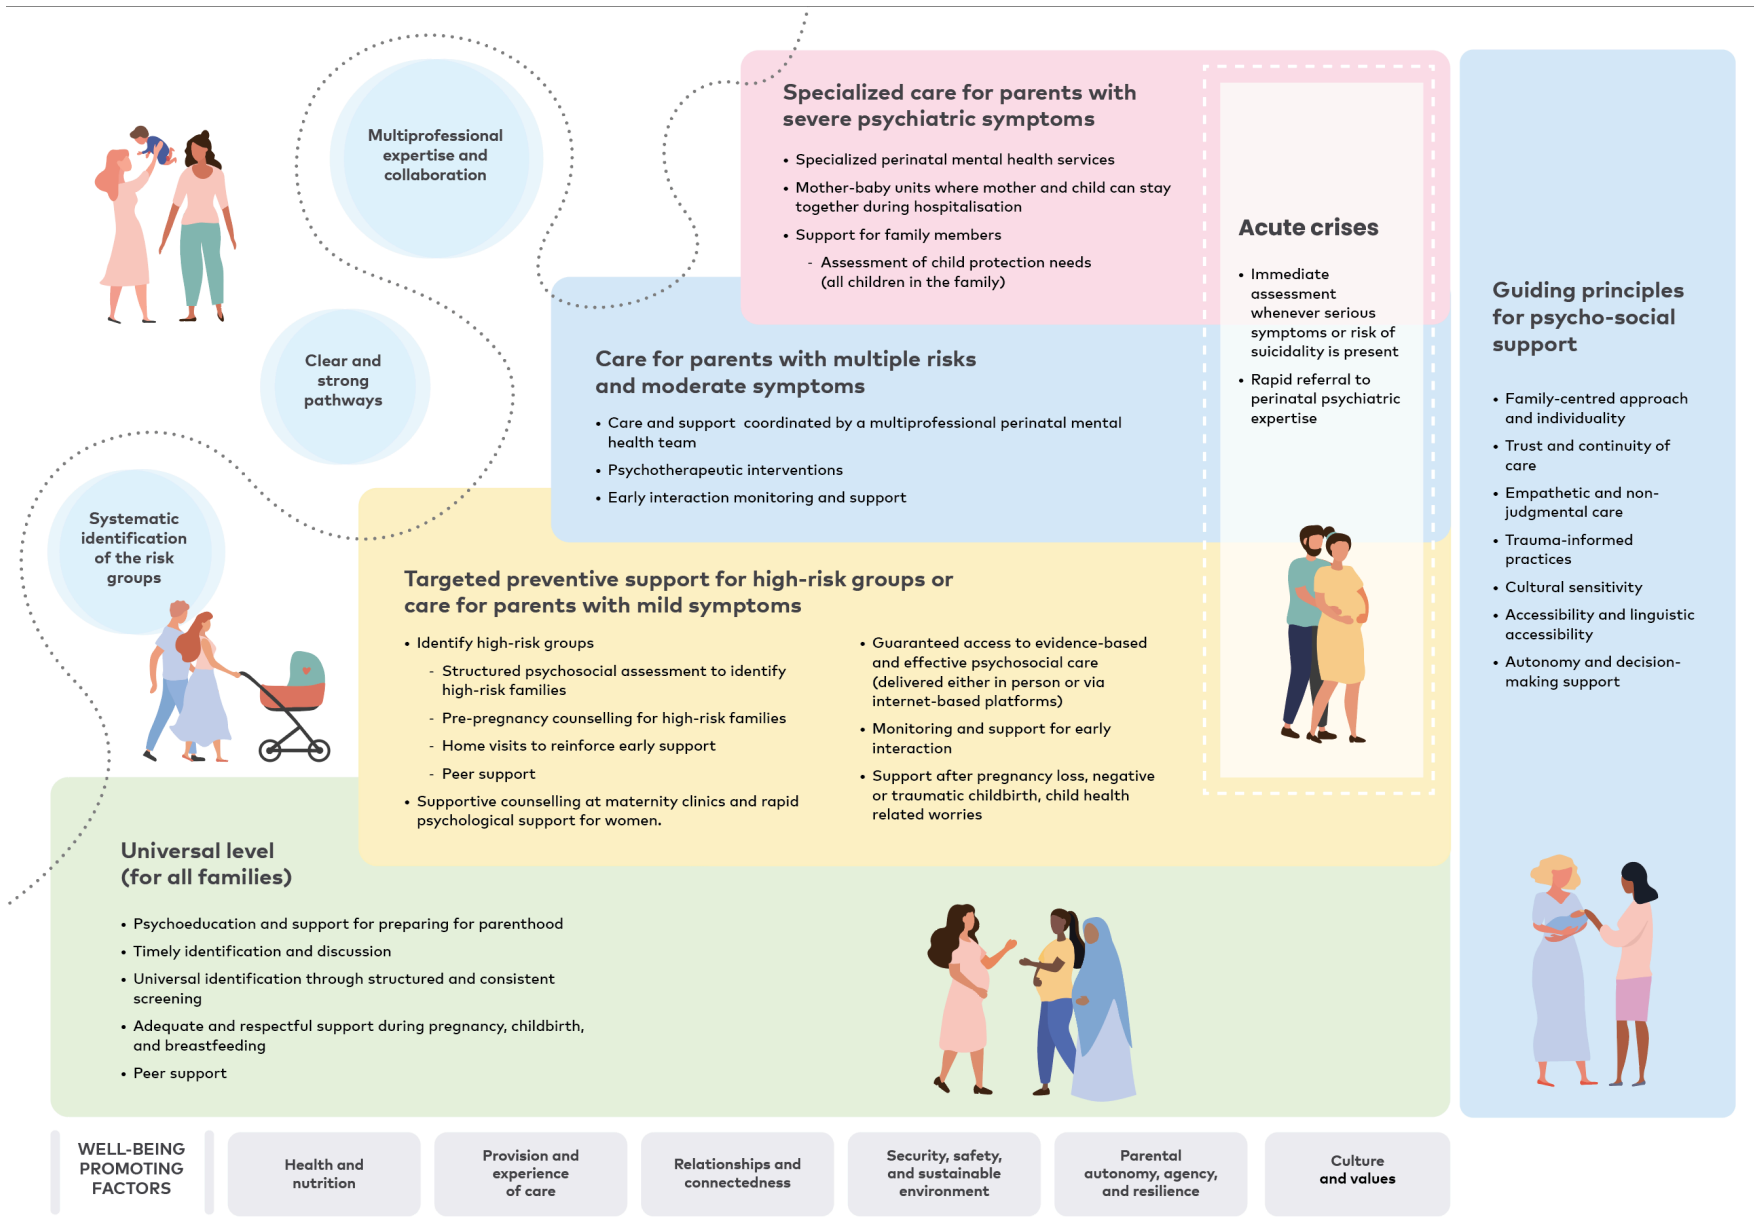 Multiprofessional
expertise and
collaboration
Clear and
strong
pathways
Systematic
identification
of the risk
groups
Specialized care for parents with
severe psychiatric symptoms
• Specialized perinatal mental health services
• Mother-baby units where mother and child can stay
together during hospitalisation
• Support for family members
- Assessment of child protection needs
(all children in the family)
Care for parents with multiple risks
and moderate symptoms
• Care and support coordinated by a multiprofessional perinatal mental
health team
• Psychotherapeutic interventions
• Early interaction monitoring and support
Targeted preventive support for high-risk groups or
care for parents with mild symptoms
• Identify high-risk groups
- Structured psychosocial assessment to identify
high-risk families
- Pre-pregnancy counselling for high-risk families
- Home visits to reinforce early support
- Peer support
• Supportive counselling at maternity clinics and rapid
psychological support for women.
• Guaranteed access to evidence-based
and effective psychosocial care
(delivered either in person or via
internet-based platforms)
• Monitoring and support for early
interaction
• Support after pregnancy loss, negative
or traumatic childbirth, child health
related worries
Universal level
(for all families)
• Psychoeducation and support for preparing for parenthood
• Timely identification and discussion
• Universal identification through structured and consistent
screening
• Adequate and respectful support during pregnancy, childbirth,
and breastfeeding
• Peer support
Acute crises
• Immediate
assessment
whenever serious
symptoms or risk of
suicidality is present
• Rapid referral to
perinatal psychiatric
expertise
Guiding principles
for psycho-social
support
• Family-centred approach
and individuality
• Trust and continuity of
care
• Empathetic and non-
judgmental care
• Trauma-informed
practices
• Cultural sensitivity
• Accessibility and linguistic
accessibility
• Autonomy and decision-
making support
WELL-BEING
PROMOTING
FACTORS
Health and
nutrition
Provision and
experience
of care
Relationships and
connectedness
Security, safety,
and sustainable
environment
Parental
autonomy, agency,
and resilience
Culture
and values